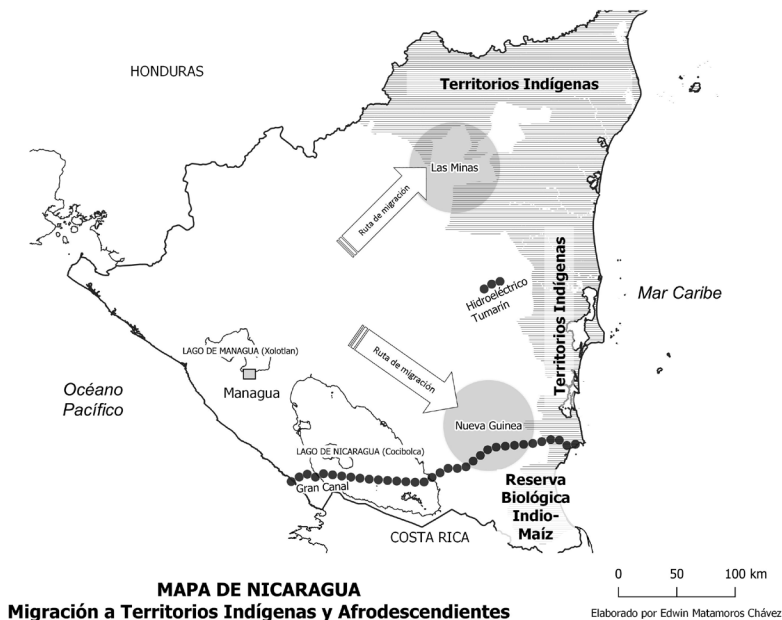 HONDURAS
Territorios Indígenas
Las Minas
Ruta de migración
Territorios Indígenas
Hidroeléctrico
Tumarín
Mar Caribe
LAGO DE MANAGUA (Xolotlan)
Managua
Ruta de migración
Océano
Pacífico
Nueva Guinea
LAGO DE NICARAGUA (Cocibolca)
Gran Canal
Reserva
Biológica
Indio-
Maíz
COSTA RICA
0 50 100 km
MAPA DE NICARAGUA
Migración a Territorios Indígenas y Afrodescendientes
Elaborado por Edwin Matamoros Chávez